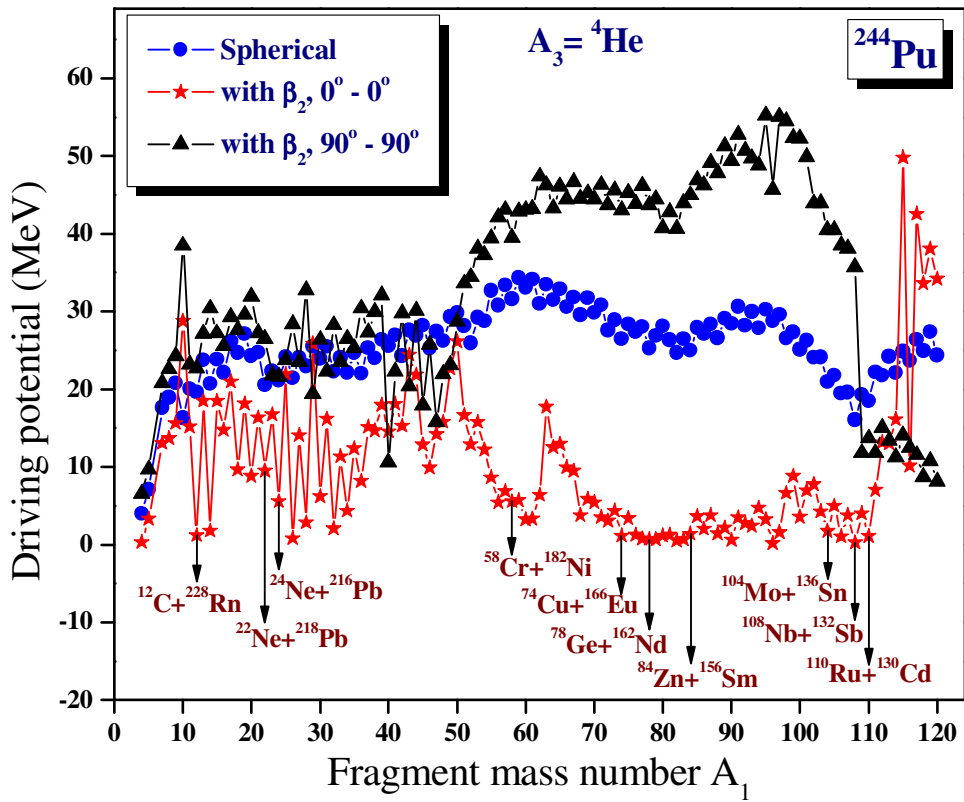 Spherical
with β₂, 0° - 0°
with β₂, 90° - 90°
A₃= ⁴He
²⁴⁴Pu
Driving potential (MeV)
60
50
40
30
20
10
0
-10
-20
¹²C+²²⁸Rn
²⁴Ne+²¹⁶Pb
²²Ne+²¹⁸Pb
⁵⁸Cr+¹⁸²Ni
⁷⁴Cu+¹⁶⁶Eu
⁷⁸Ge+¹⁶²Nd
⁸⁴Zn+¹⁵⁶Sm
¹⁰⁴Mo+¹³⁶Sn
¹⁰⁸Nb+¹³²Sb
¹¹⁰Ru+¹³⁰Cd
0 10 20 30 40 50 60 70 80 90 100 110 120
Fragment mass number A₁